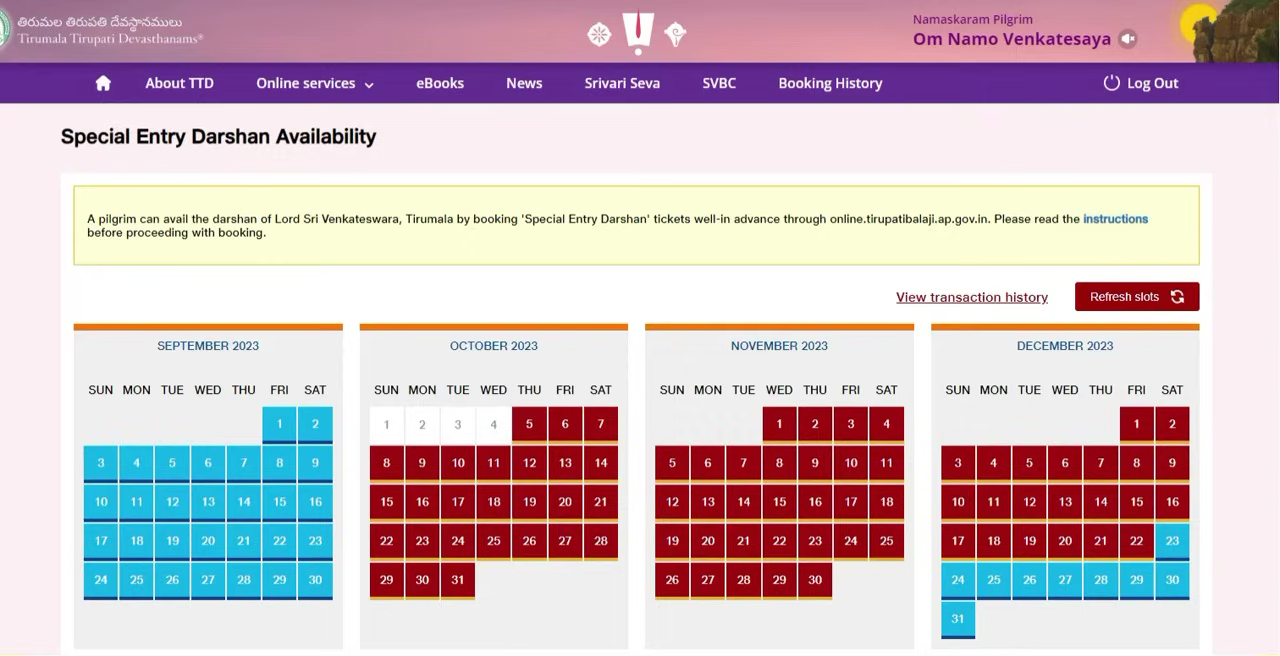 తిరుమల తిరుపతి దేవస్థానములు
Tirumala Tirupati Devasthanams®
Namaskaram Pilgrim
Om Namo Venkatesaya
About TTD Online services eBooks News Srivari Seva SVBC Booking History Log Out
Special Entry Darshan Availability
A pilgrim can avail the darshan of Lord Sri Venkateswara, Tirumala by booking 'Special Entry Darshan' tickets well-in advance through online.tirupatibalaji.ap.gov.in. Please read the instructions
before proceeding with booking.
View transaction history Refresh slots
SEPTEMBER 2023
SUN MON TUE WED THU FRI SAT
1 2
3 4 5 6 7 8 9
10 11 12 13 14 15 16
17 18 19 20 21 22 23
24 25 26 27 28 29 30
OCTOBER 2023
SUN MON TUE WED THU FRI SAT
1 2 3 4 5 6 7
8 9 10 11 12 13 14
15 16 17 18 19 20 21
22 23 24 25 26 27 28
29 30 31
NOVEMBER 2023
SUN MON TUE WED THU FRI SAT
1 2 3 4
5 6 7 8 9 10 11
12 13 14 15 16 17 18
19 20 21 22 23 24 25
26 27 28 29 30
DECEMBER 2023
SUN MON TUE WED THU FRI SAT
1 2
3 4 5 6 7 8 9
10 11 12 13 14 15 16
17 18 19 20 21 22 23
24 25 26 27 28 29 30
31